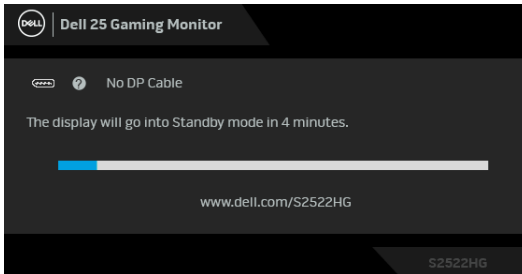 DELL
Dell 25 Gaming Monitor
? No DP Cable
The display will go into Standby mode in 4 minutes.
www.dell.com/S2522HG
S2522HG